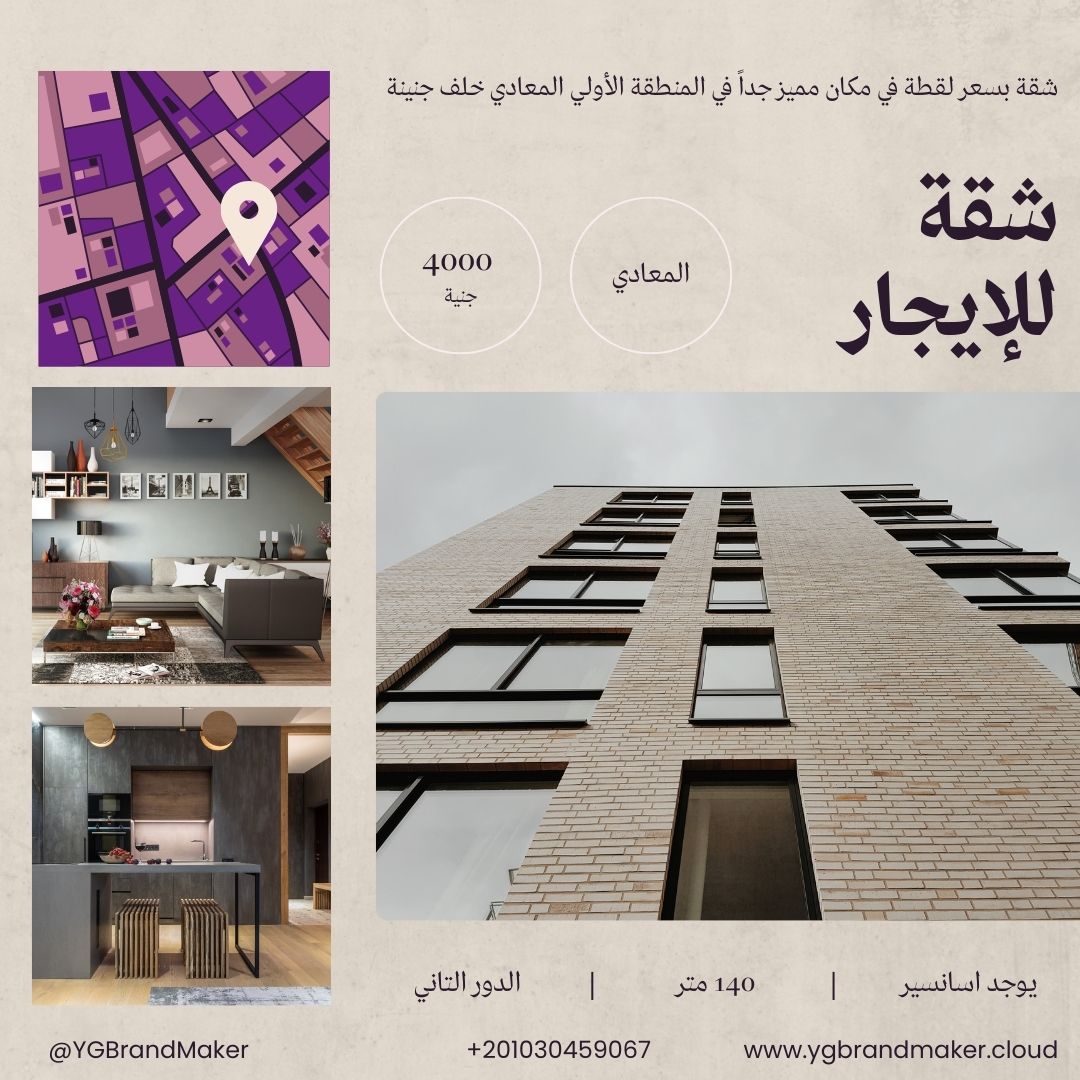 شقة بسعر لقطة في مكان مميز جداً في المنطقة الأولي المعادي خلف جنينة
شقة
للإيجار
المعادي
4000
جنية
يوجد اسانسير | 140 متر | الدور التاني
@YGBrandMaker +201030459067 www.ygbrandmaker.cloud